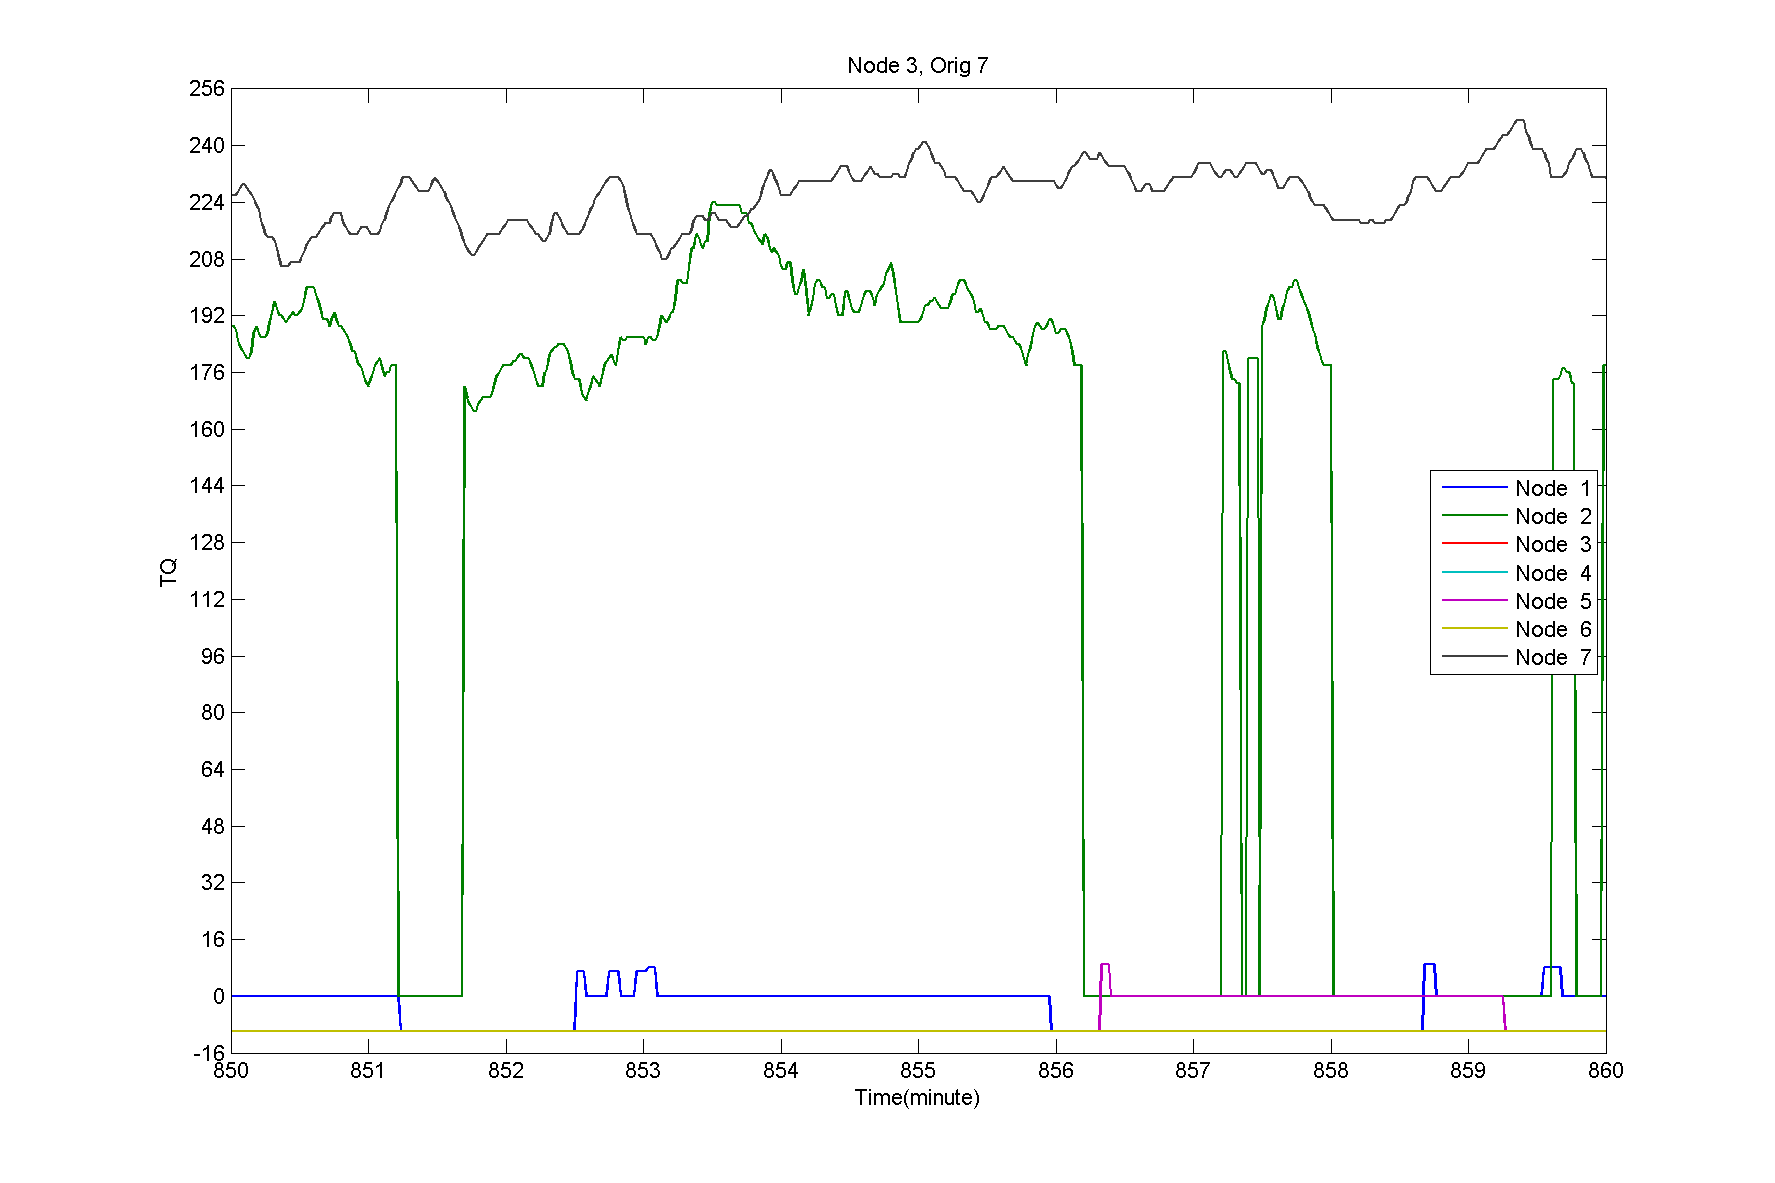 Node 3, Orig 7
256
240
224
208
192
176
160
144
128
112
96
80
64
48
32
16
0
-16
TQ
850 851 852 853 854 855 856 857 858 859 860
Time(minute)
Node 1
Node 2
Node 3
Node 4
Node 5
Node 6
Node 7